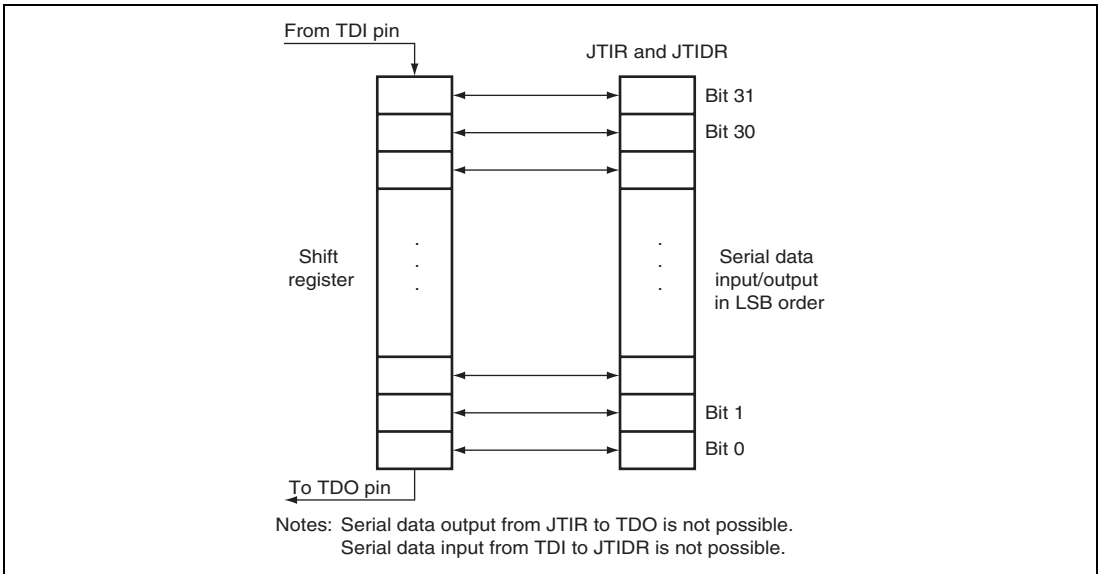 From TDI pin
JTIR and JTIDR
Bit 31
Bit 30
Shift
register
.
.
.
.
.
.
Serial data
input/output
in LSB order
Bit 1
Bit 0
To TDO pin
Notes: Serial data output from JTIR to TDO is not possible.
Serial data input from TDI to JTIDR is not possible.